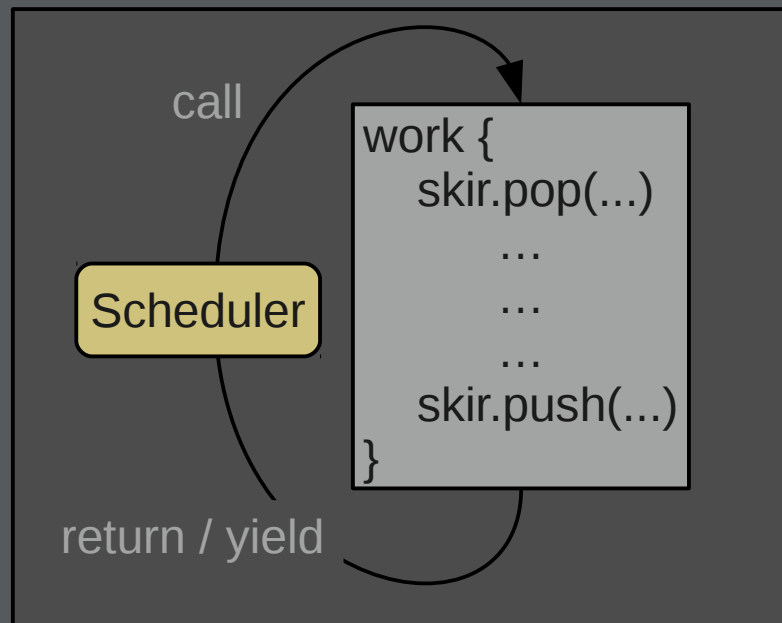 call
work {
skir.pop(...)
...
Scheduler
...
...
skir.push(...)
}
return / yield